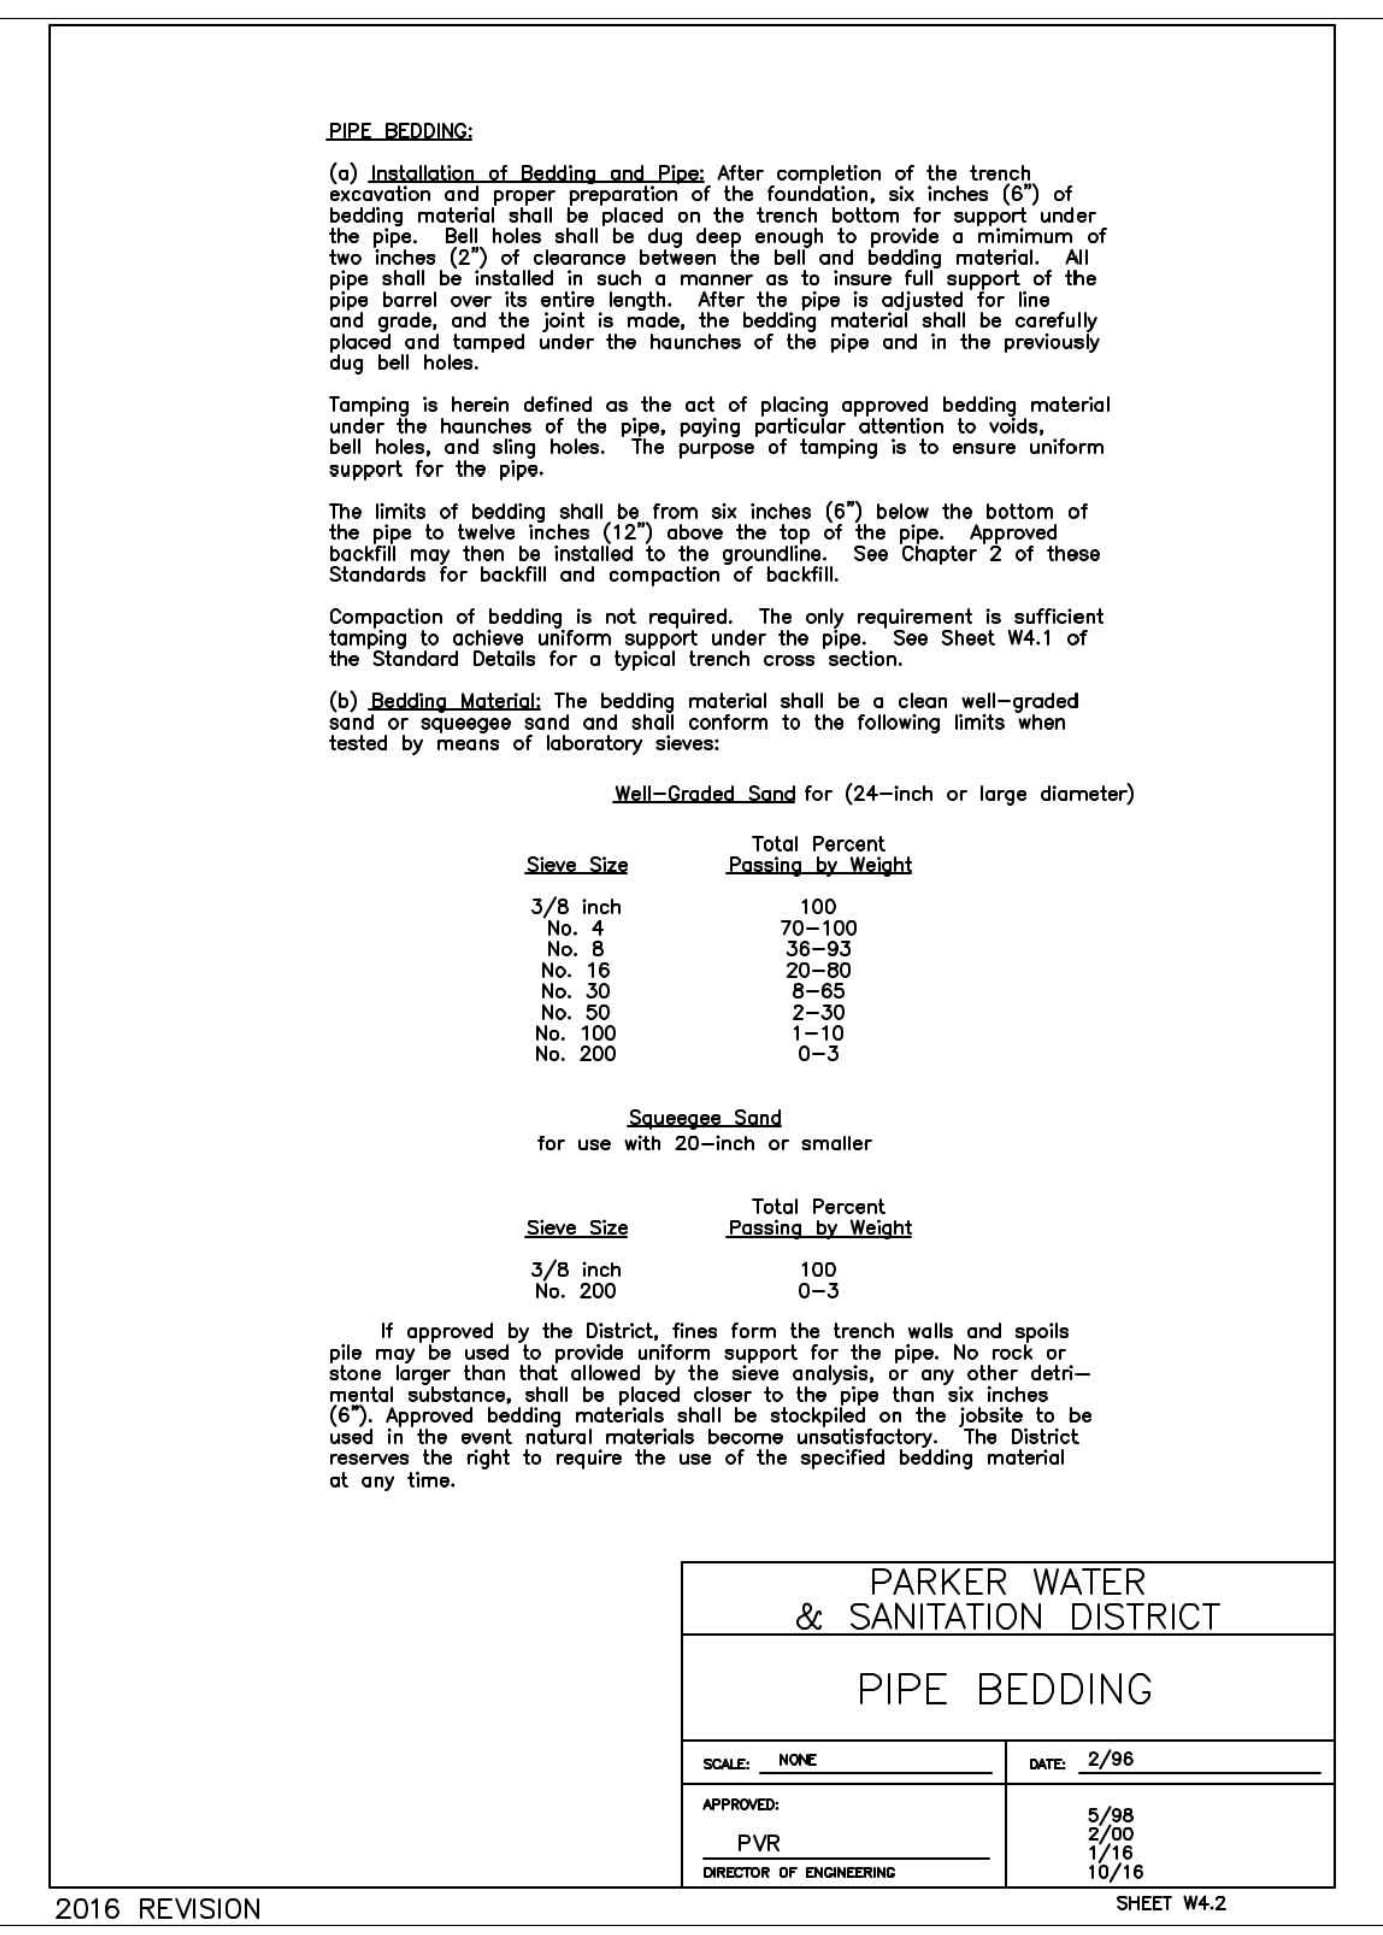 PIPE BEDDING:
(a) Installation of Bedding and Pipe: After completion of the trench
excavation and proper preparation of the foundation, six inches (6") of
bedding material shall be placed on the trench bottom for support under
the pipe. Bell holes shall be dug deep enough to provide a mimimum of
two inches (2") of clearance between the bell and bedding material. All
pipe shall be installed in such a manner as to insure full support of the
pipe barrel over its entire length. After the pipe is adjusted for line
and grade, and the joint is made, the bedding material shall be carefully
placed and tamped under the haunches of the pipe and in the previously
dug bell holes.
Tamping is herein defined as the act of placing approved bedding material
under the haunches of the pipe, paying particular attention to voids,
bell holes, and sling holes. The purpose of tamping is to ensure uniform
support for the pipe.
The limits of bedding shall be from six inches (6") below the bottom of
the pipe to twelve inches (12") above the top of the pipe. Approved
backfill may then be installed to the groundline. See Chapter 2 of these
Standards for backfill and compaction of backfill.
Compaction of bedding is not required. The only requirement is sufficient
tamping to achieve uniform support under the pipe. See Sheet W4.1 of
the Standard Details for a typical trench cross section.
(b) Bedding Material: The bedding material shall be a clean well-graded
sand or squeegee sand and shall conform to the following limits when
tested by means of laboratory sieves:
Well-Graded Sand for (24-inch or large diameter)
Total Percent
Sieve Size Passing by Weight
3/8 inch 100
No. 4 70-100
No. 8 36-93
No. 16 20-80
No. 30 8-65
No. 50 2-30
No. 100 1-10
No. 200 0-3
Squeegee Sand
for use with 20-inch or smaller
Total Percent
Sieve Size Passing by Weight
3/8 inch 100
No. 200 0-3
If approved by the District, fines form the trench walls and spoils
pile may be used to provide uniform support for the pipe. No rock or
stone larger than that allowed by the sieve analysis, or any other detri-
mental substance, shall be placed closer to the pipe than six inches
(6"). Approved bedding materials shall be stockpiled on the jobsite to be
used in the event natural materials become unsatisfactory. The District
reserves the right to require the use of the specified bedding material
at any time.
PARKER WATER
& SANITATION DISTRICT
PIPE BEDDING
SCALE: NONE DATE: 2/96
APPROVED:
PVR
DIRECTOR OF ENGINEERING
5/98
2/00
1/16
10/16
2016 REVISION SHEET W4.2